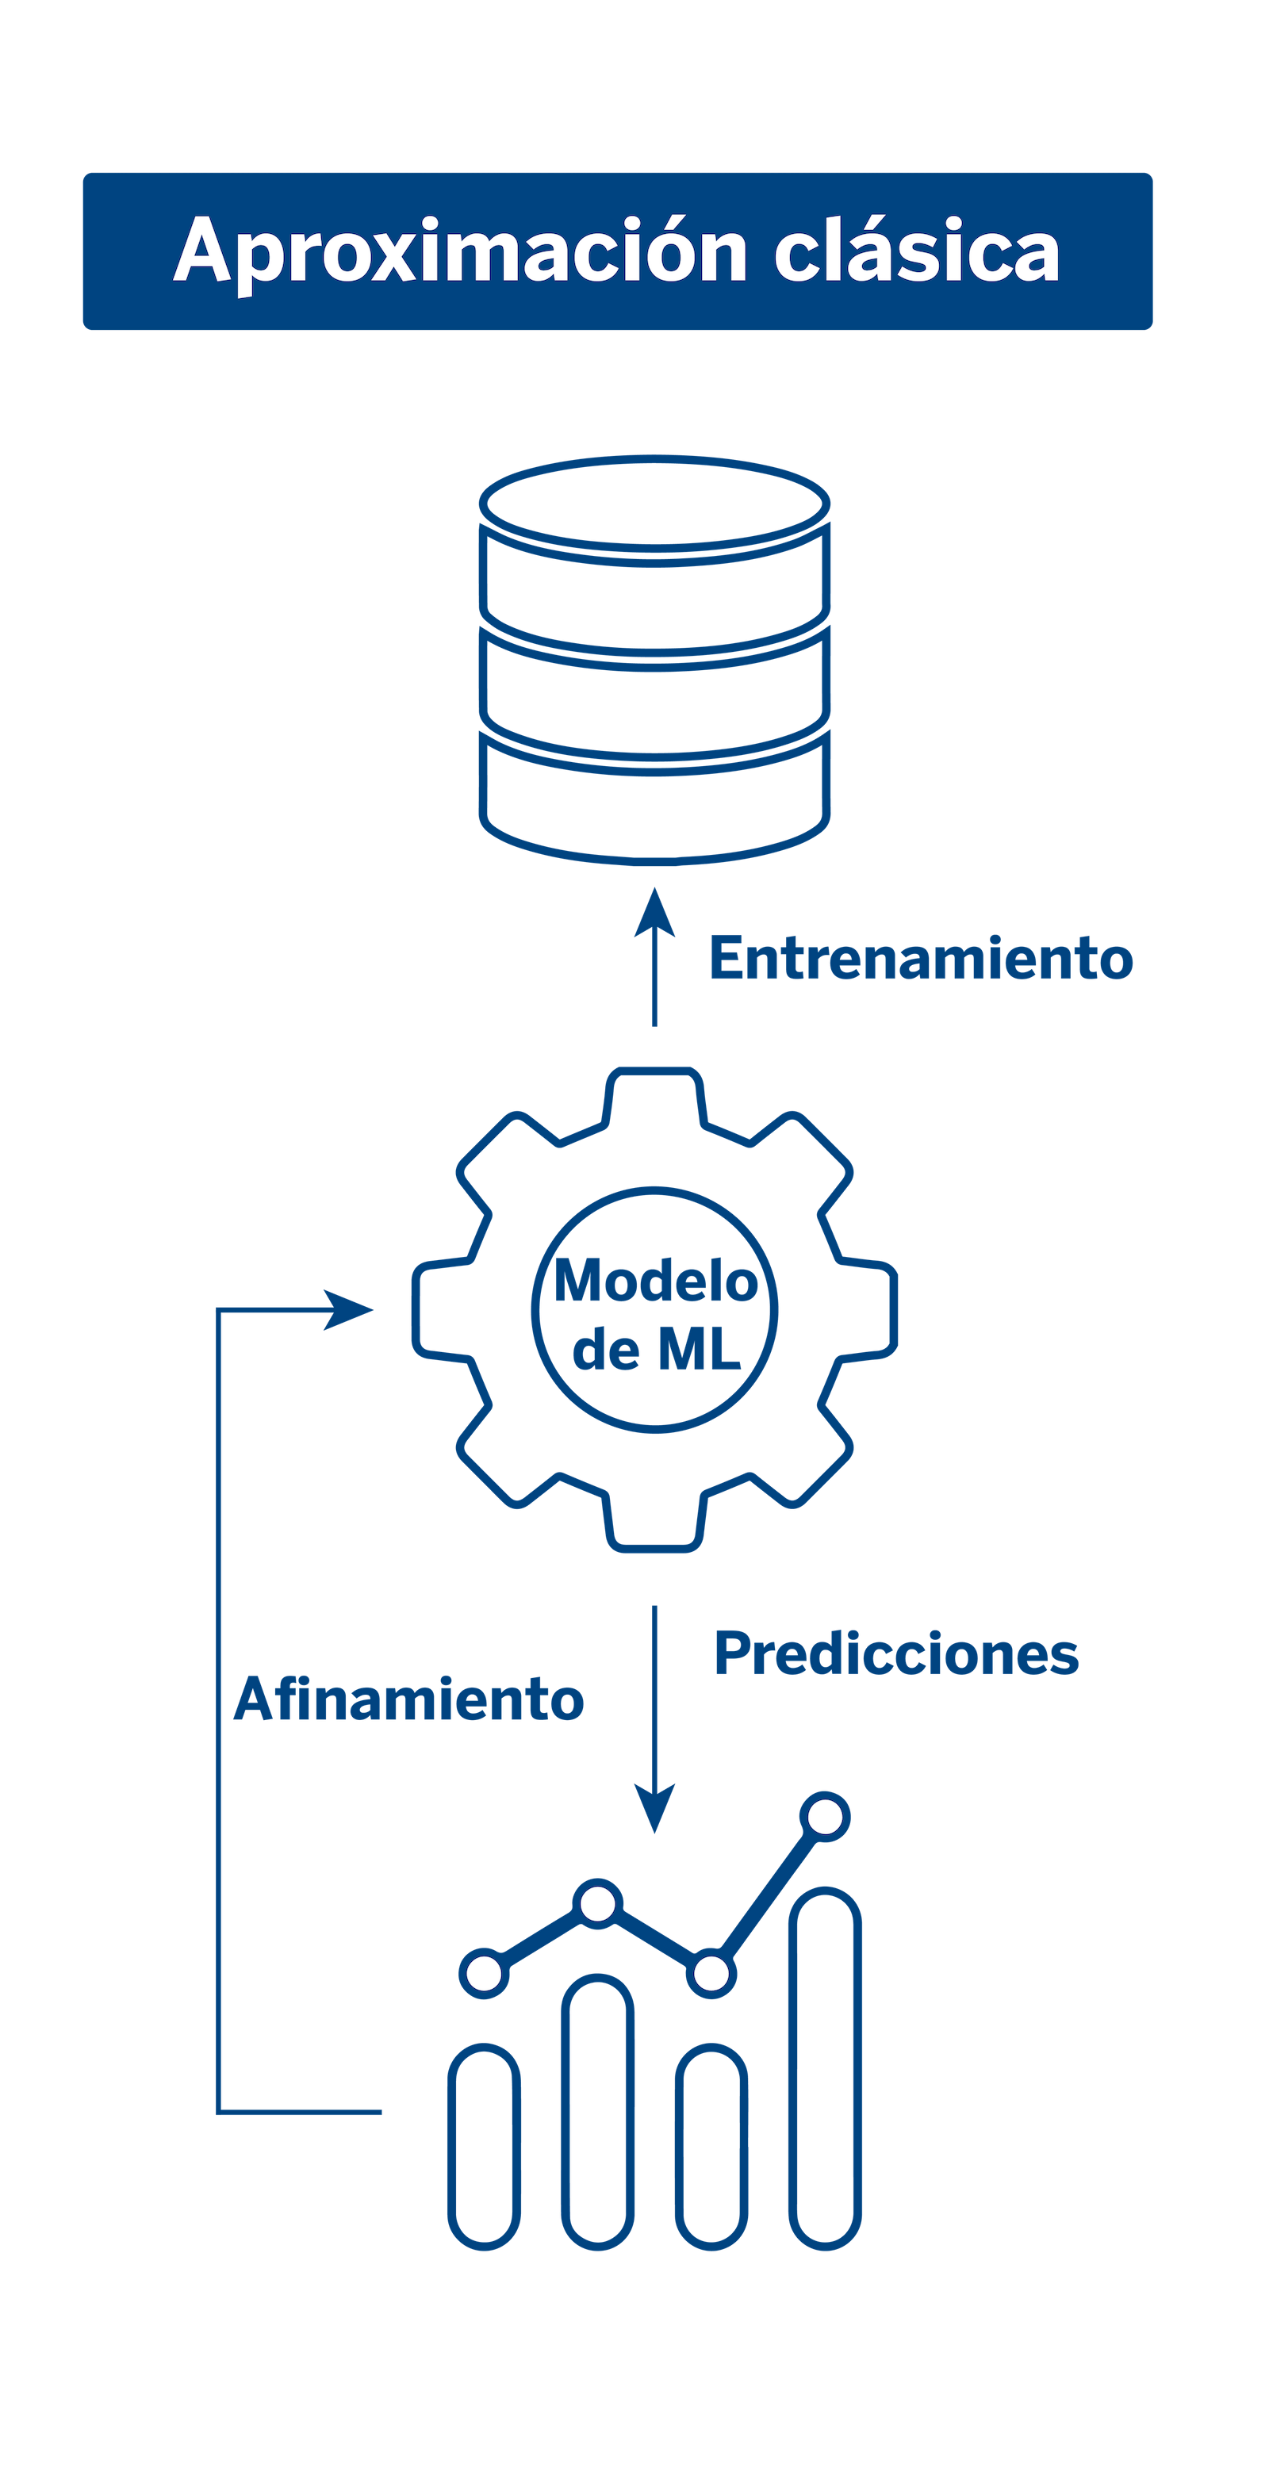 Aproximación clásica
Entrenamiento
Modelo
de ML
Predicciones
Afinamiento